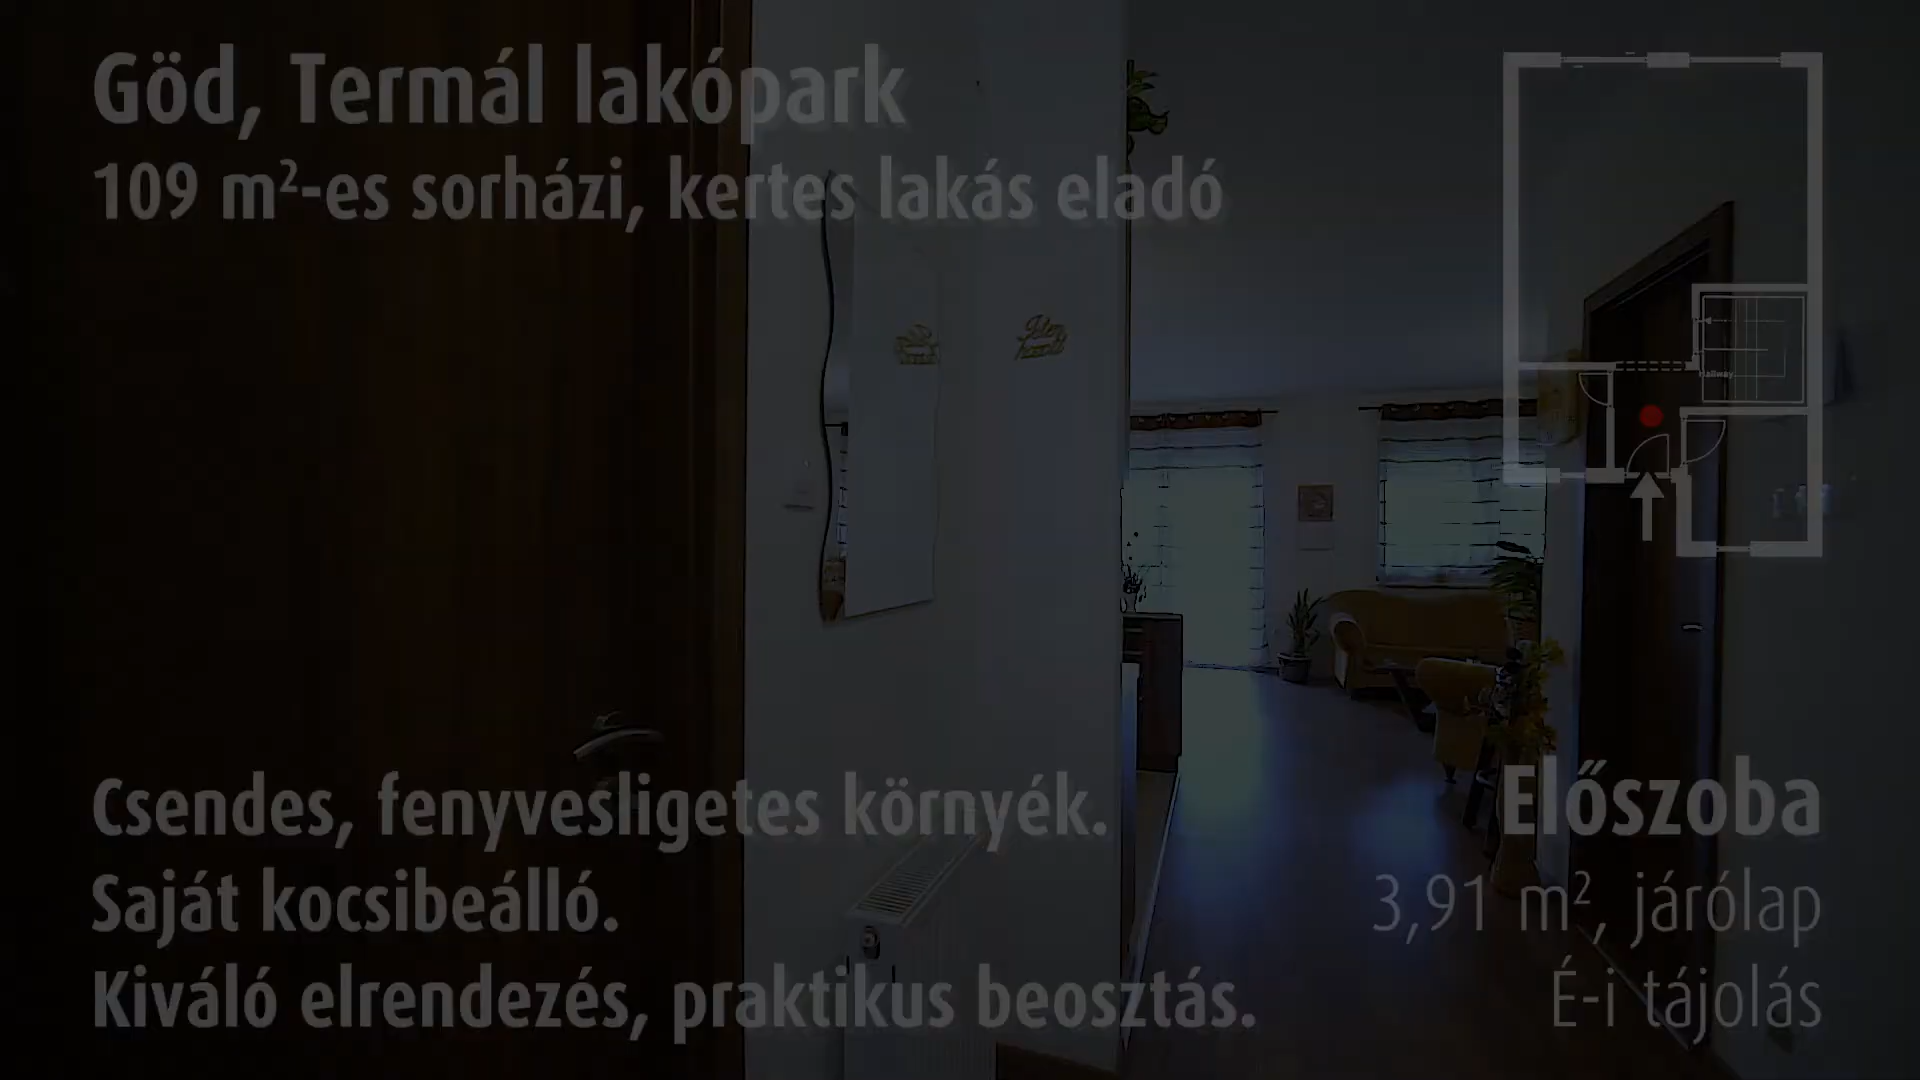 Göd, Termál lakópark
109 m²-es sorházi, kertes lakás eladó
Hallway
Csendes, fenyvesligetes környék.
Saját kocsibeálló.
Kiváló elrendezés, praktikus beosztás.
Előszoba
3,91 m², járólap
É-i tájolás